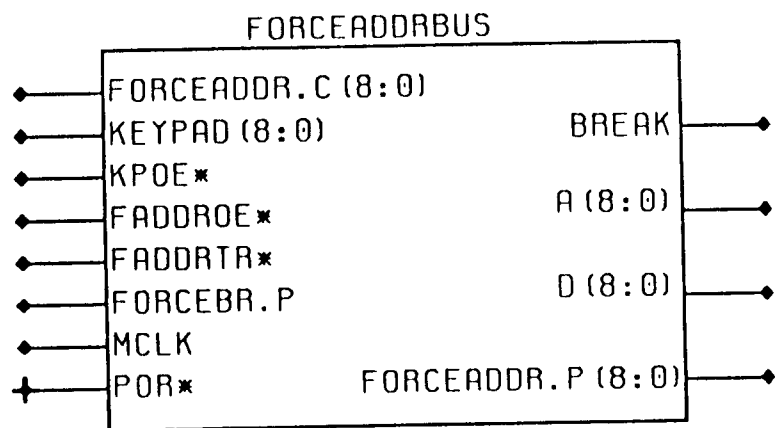 FORCEADDRBUS
FORCEADDR.C(8:0)
KEYPAD(8:0)
KPOE*
FADDROE*
FADDRTR*
FORCEBR.P
MCLK
POR*
BREAK
A(8:0)
D(8:0)
FORCEADDR.P(8:0)